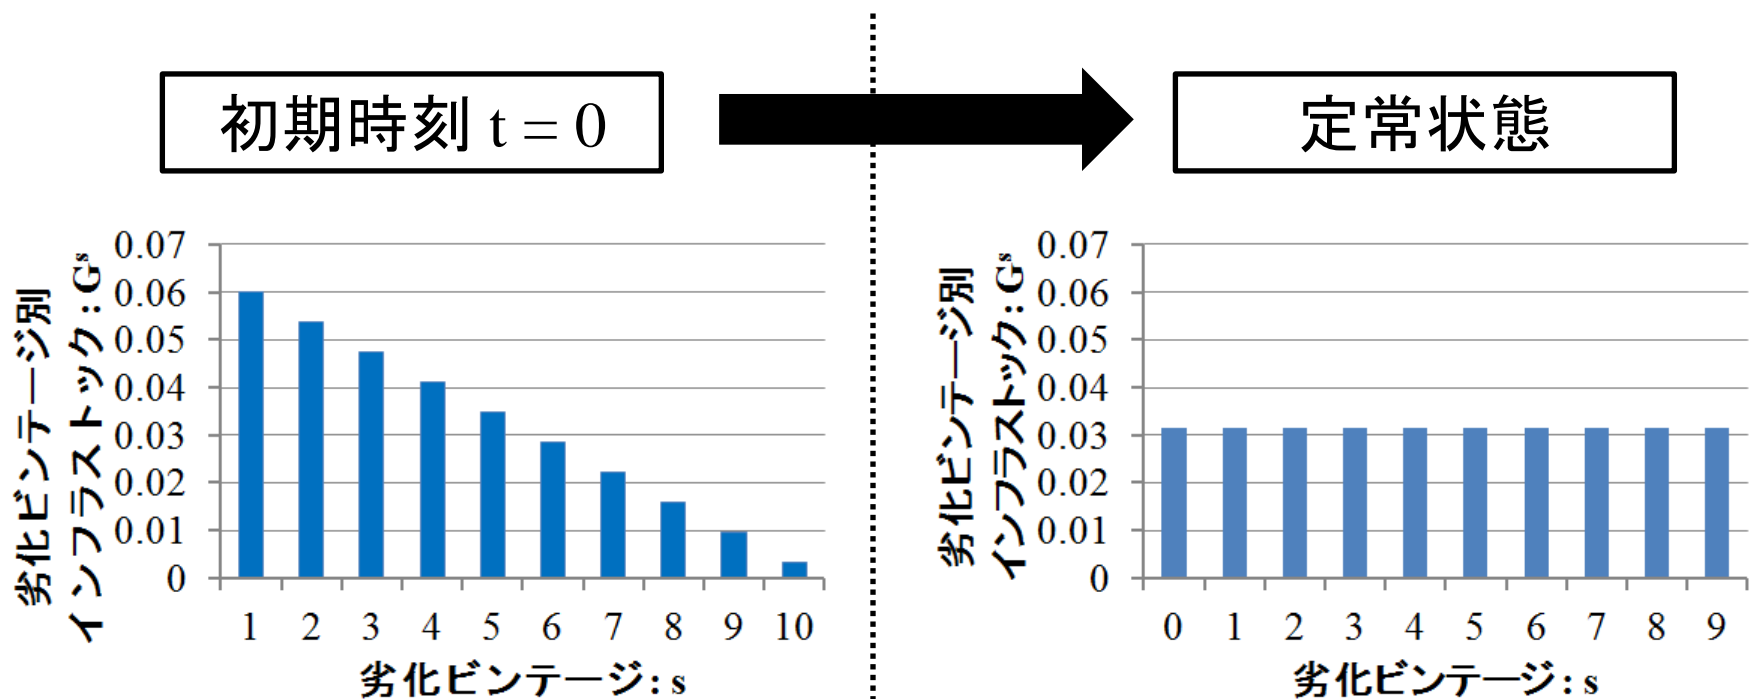 初期時刻 t = 0
定常状態
劣化ビンテージ別
インフラストック: Gˢ
0.07
0.06
0.05
0.04
0.03
0.02
0.01
0
1 2 3 4 5 6 7 8 9 10
劣化ビンテージ: s
劣化ビンテージ別
インフラストック: Gˢ
0.07
0.06
0.05
0.04
0.03
0.02
0.01
0
0 1 2 3 4 5 6 7 8 9
劣化ビンテージ: s